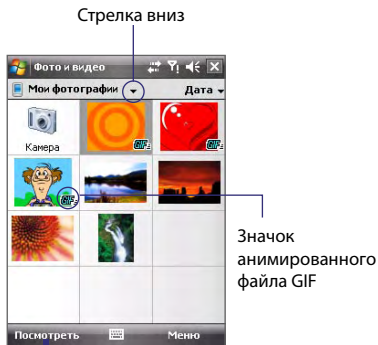 Стрелка вниз
Фото и видео
Мои фотографии
Дата
GIF
GIF
Камера
GIF
Значок
анимированного
файла GIF
Посмотреть
Меню